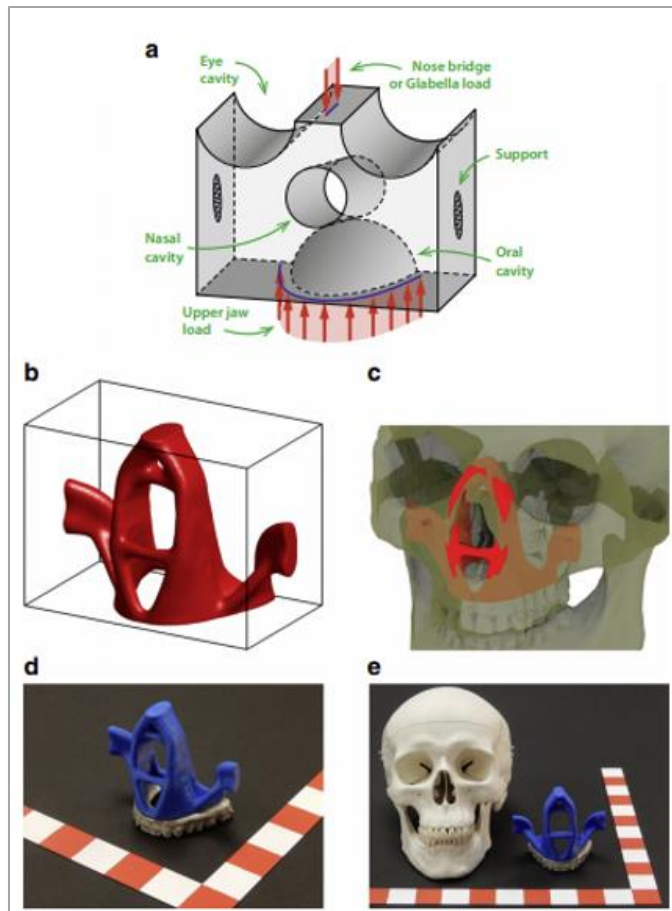 a
Eye
cavity
Nose bridge
or Glabella load
Support
Nasal
cavity
Oral
cavity
Upper jaw
load
b
c
d
e